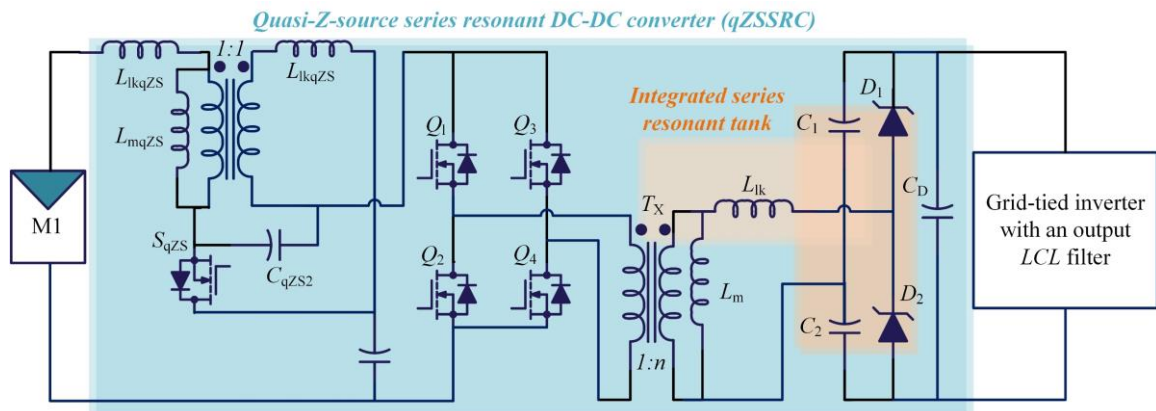 Quasi-Z-source series resonant DC-DC converter (qZSSRC)
1:1
LlkqZS
LlkqZS
LmqZS
M1
SqZS
CqZS2
Q1
Q3
Q2
Q4
Integrated series
resonant tank
TX
Llk
Lm
1:n
C1
D1
C2
D2
CD
Grid-tied inverter
with an output
LCL filter